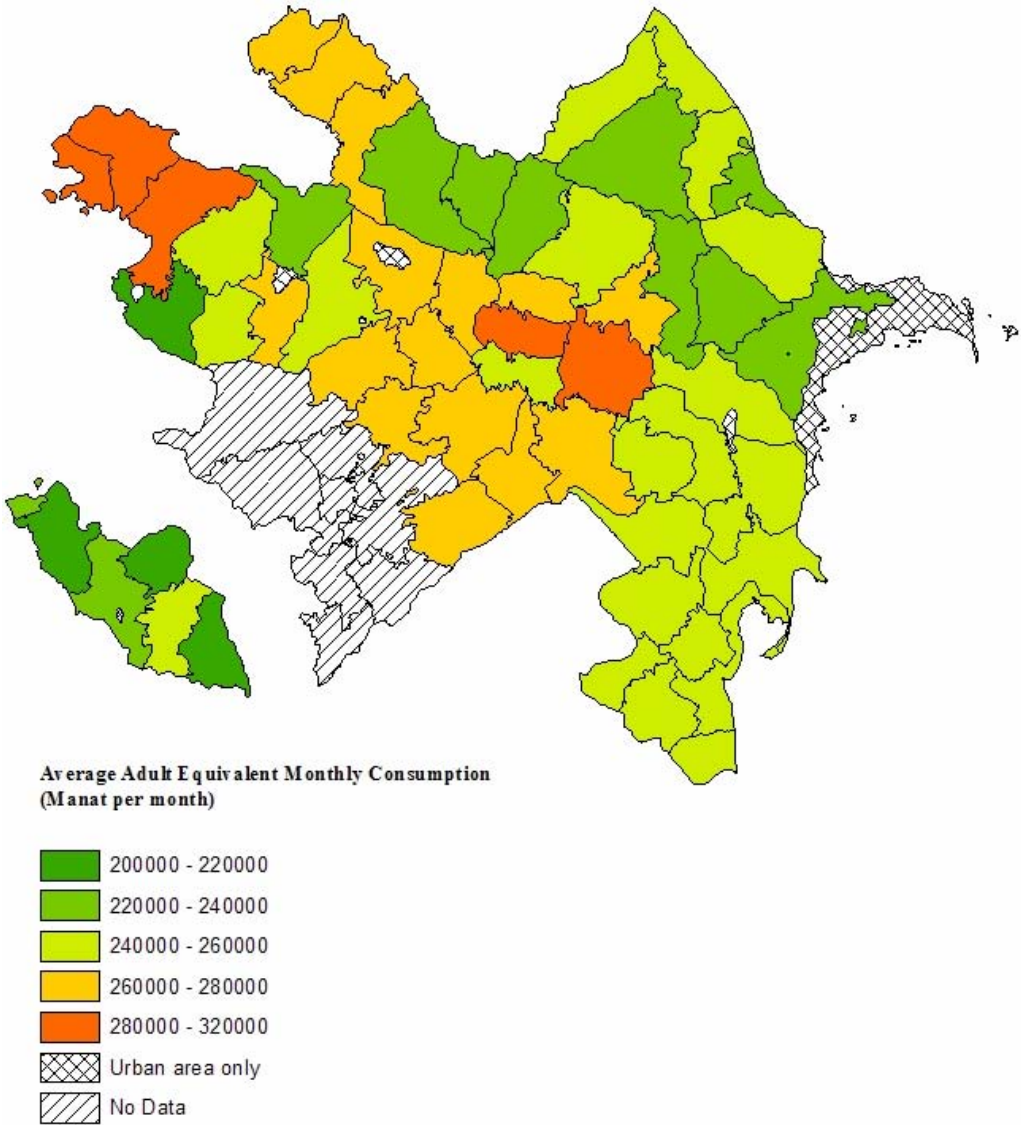 Average Adult Equivalent Monthly Consumption
(Manat per month)
200000 - 220000
220000 - 240000
240000 - 260000
260000 - 280000
280000 - 320000
Urban area only
No Data